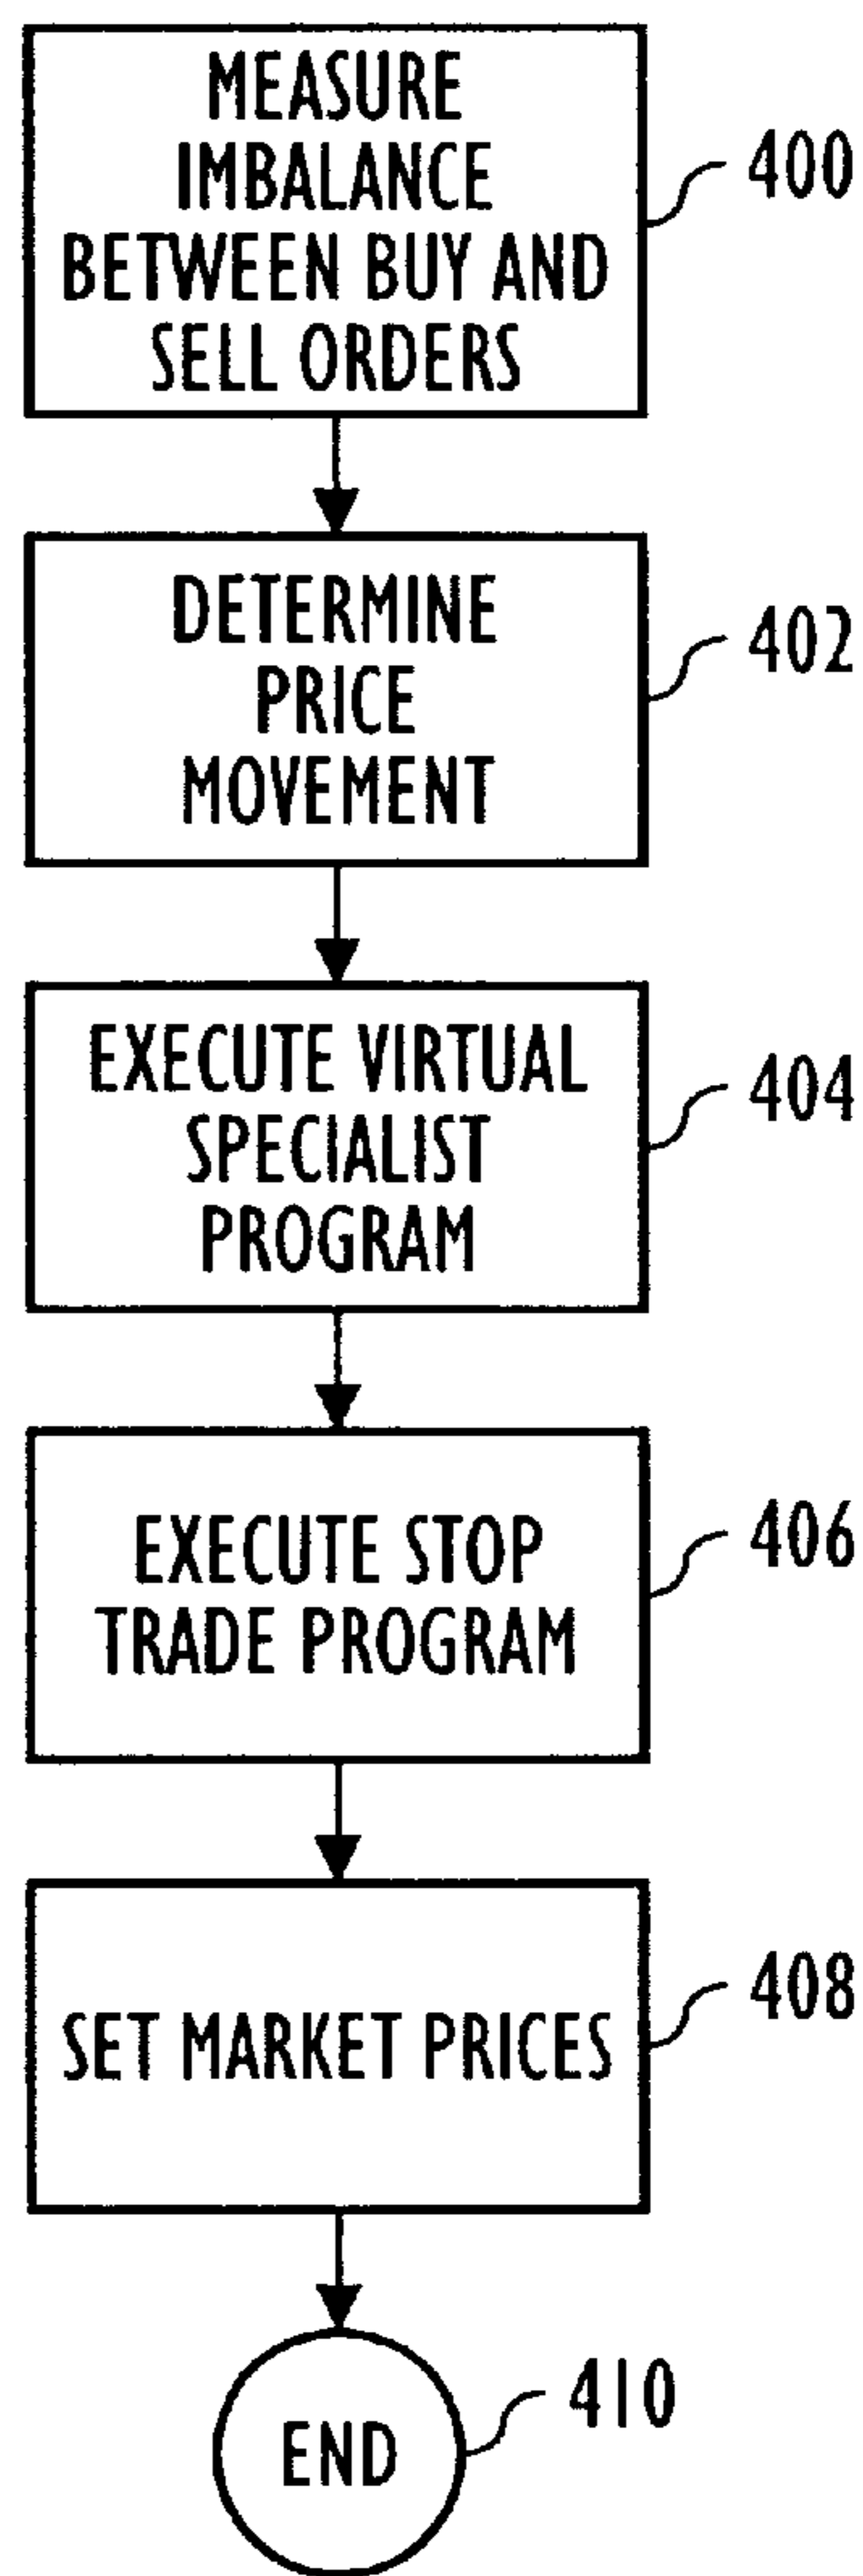 MEASURE
IMBALANCE
BETWEEN BUY AND
SELL ORDERS
400
DETERMINE
PRICE
MOVEMENT
402
EXECUTE VIRTUAL
SPECIALIST
PROGRAM
404
EXECUTE STOP
TRADE PROGRAM
406
SET MARKET PRICES
408
END
410